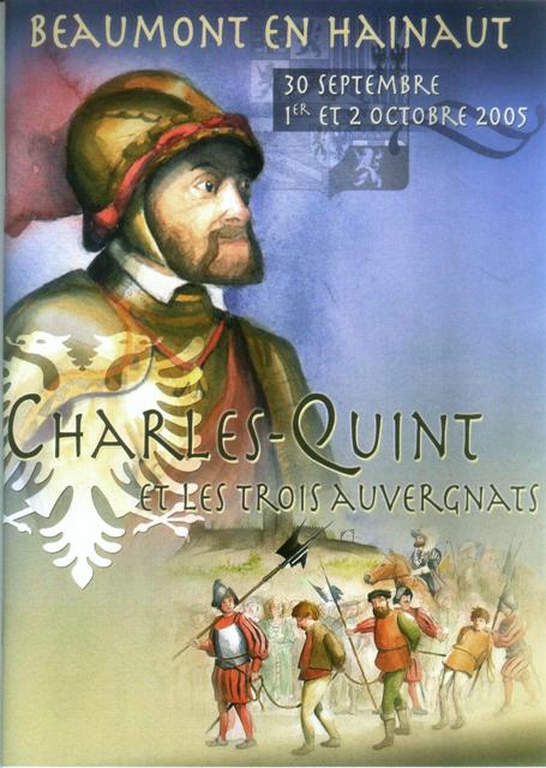 BEAUMONT EN HAINAUT
30 SEPTEMBRE
1ER ET 2 OCTOBRE 2005
CHARLES-QUINT
ET LES TROIS AUVERGNATS